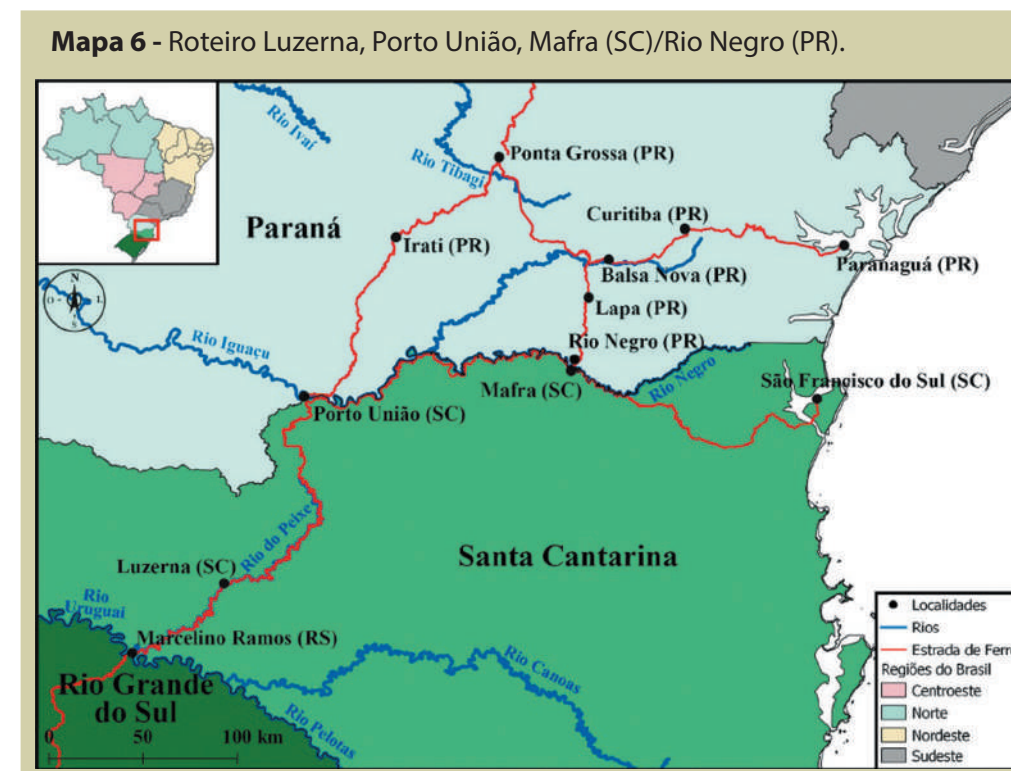 Mapa 6 - Roteiro Luzerna, Porto União, Mafra (SC)/Rio Negro (PR).
Rio Ivaí
Rio Tibagi
Ponta Grossa (PR)
Paraná
Irati (PR)
Curitiba (PR)
Balsa Nova (PR)
Paranaguá (PR)
Lapa (PR)
N
O
L
S
Rio Iguaçu
Rio Negro (PR)
Mafra (SC)
Rio Negro
São Francisco do Sul (SC)
Porto União (SC)
Rio do Peixe
Luzerna (SC)
Santa Cantarina
Rio
Uruguai
Marcelino Ramos (RS)
Rio Canoas
Rio Grande
do Sul
Rio Pelotas
0 50 100 km
Localidades
Rios
Estrada de Ferr
Regiões do Brasil
Centroeste
Norte
Nordeste
Sudeste